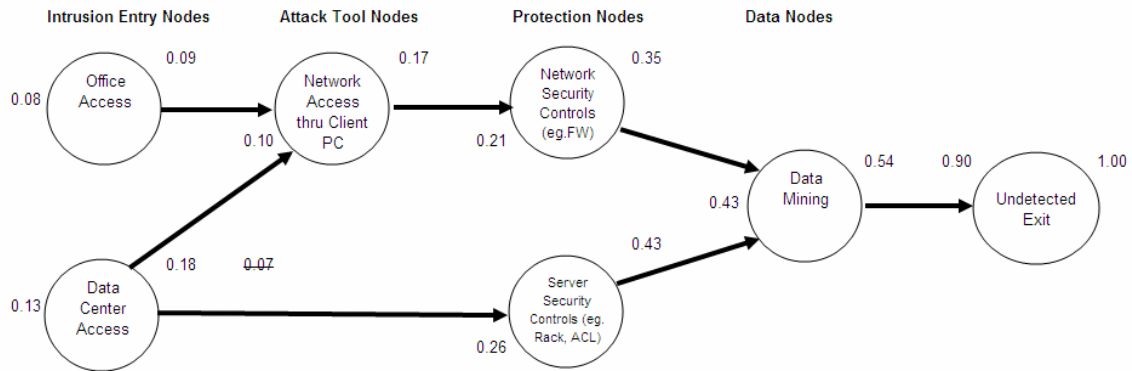 Intrusion Entry Nodes
Attack Tool Nodes
Protection Nodes
Data Nodes
0.08
Office
Access
0.09
0.10
Network
Access
thru Client
PC
0.17
0.21
Network
Security
Controls
(eg.FW)
0.35
0.43
Data
Mining
0.54
0.90
Undetected
Exit
1.00
0.13
Data
Center
Access
0.18
0.07
0.26
Server
Security
Controls (eg.
Rack, ACL)
0.43